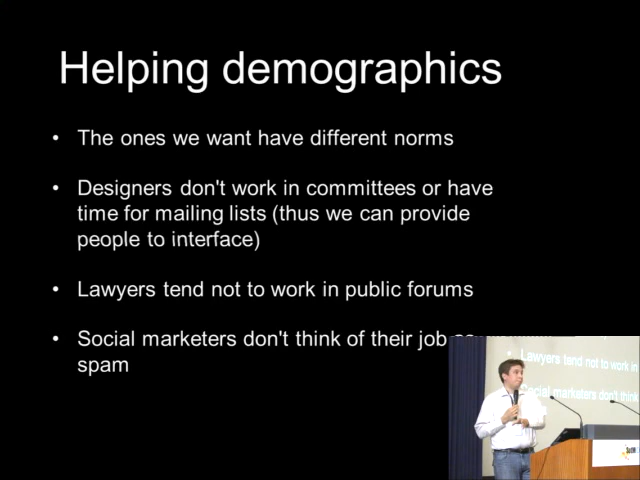 Helping demographics
• The ones we want have different norms
• Designers don't work in committees or have
time for mailing lists (thus we can provide
people to interface)
• Lawyers tend not to work in public forums
• Social marketers don't think of their job as
spam
Lawyers tend not to work in
Social marketers don't think